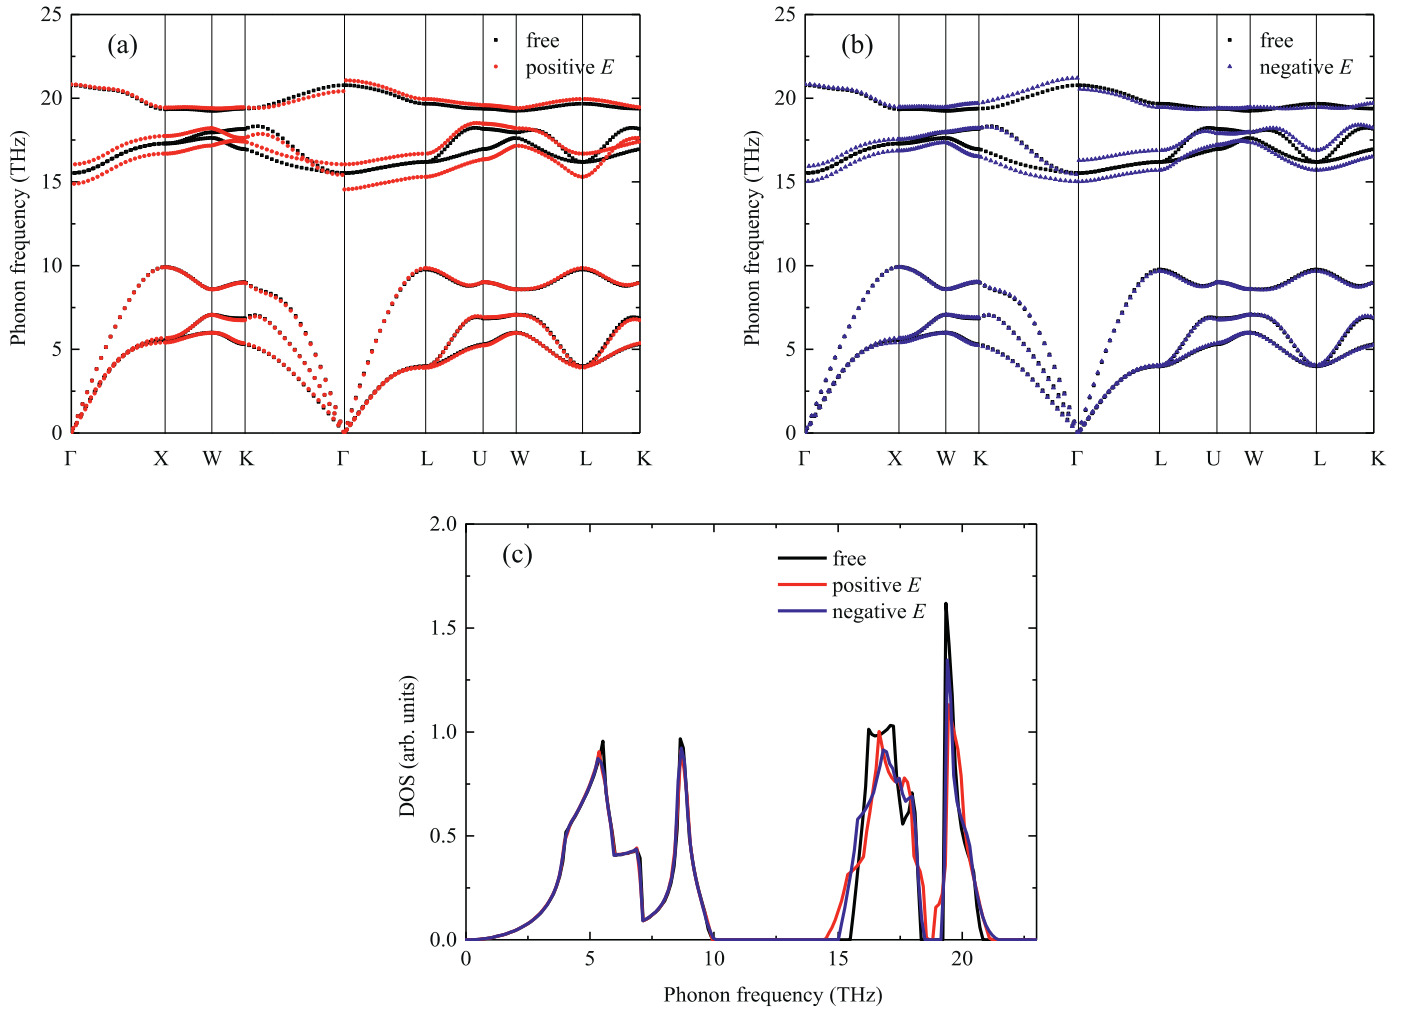 (a)
free
positive E
Phonon frequency (THz)
25
20
15
10
5
0
Γ X W K Γ L U W L K
(b)
free
negative E
Phonon frequency (THz)
25
20
15
10
5
0
Γ X W K Γ L U W L K
(c)
free
positive E
negative E
DOS (arb. units)
2.0
1.5
1.0
0.5
0.0
0 5 10 15 20
Phonon frequency (THz)